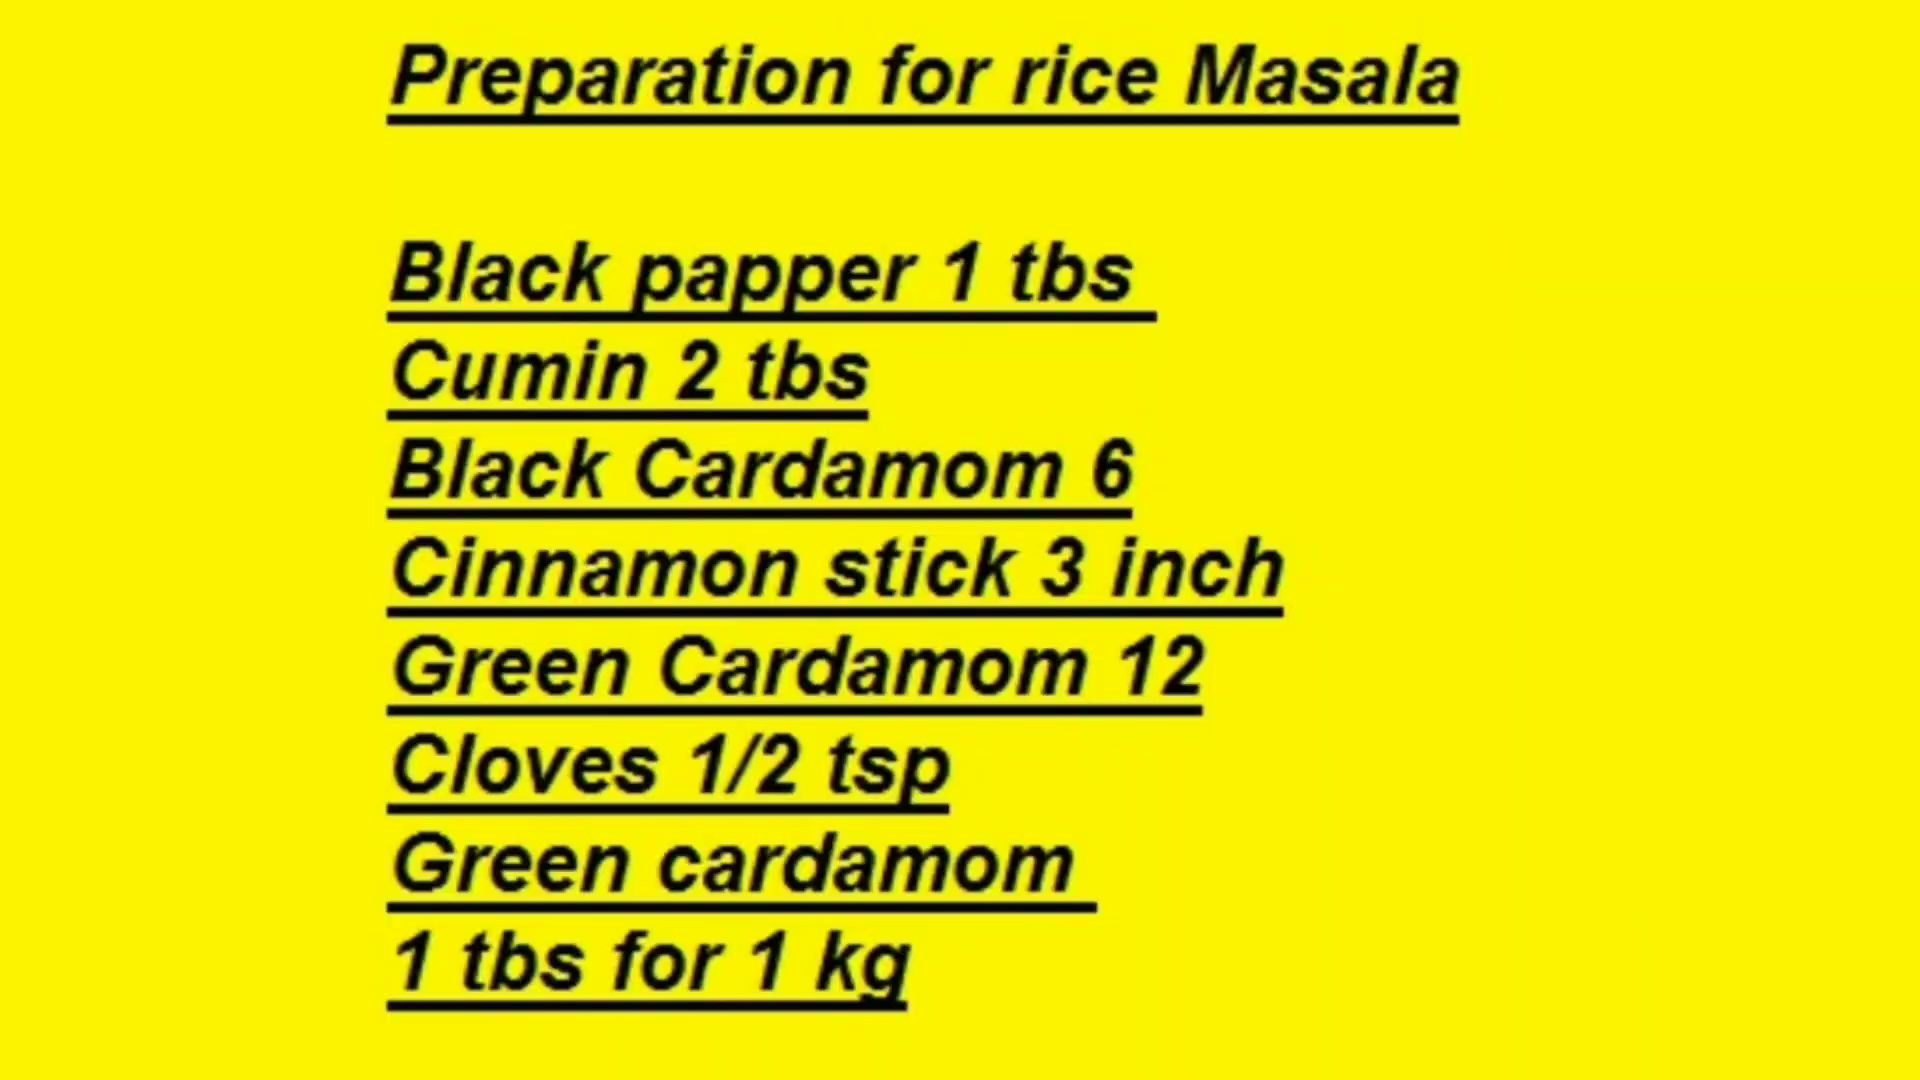 Preparation for rice Masala
Black papper 1 tbs
Cumin 2 tbs
Black Cardamom 6
Cinnamon stick 3 inch
Green Cardamom 12
Cloves 1/2 tsp
Green cardamom
1 tbs for 1 kg